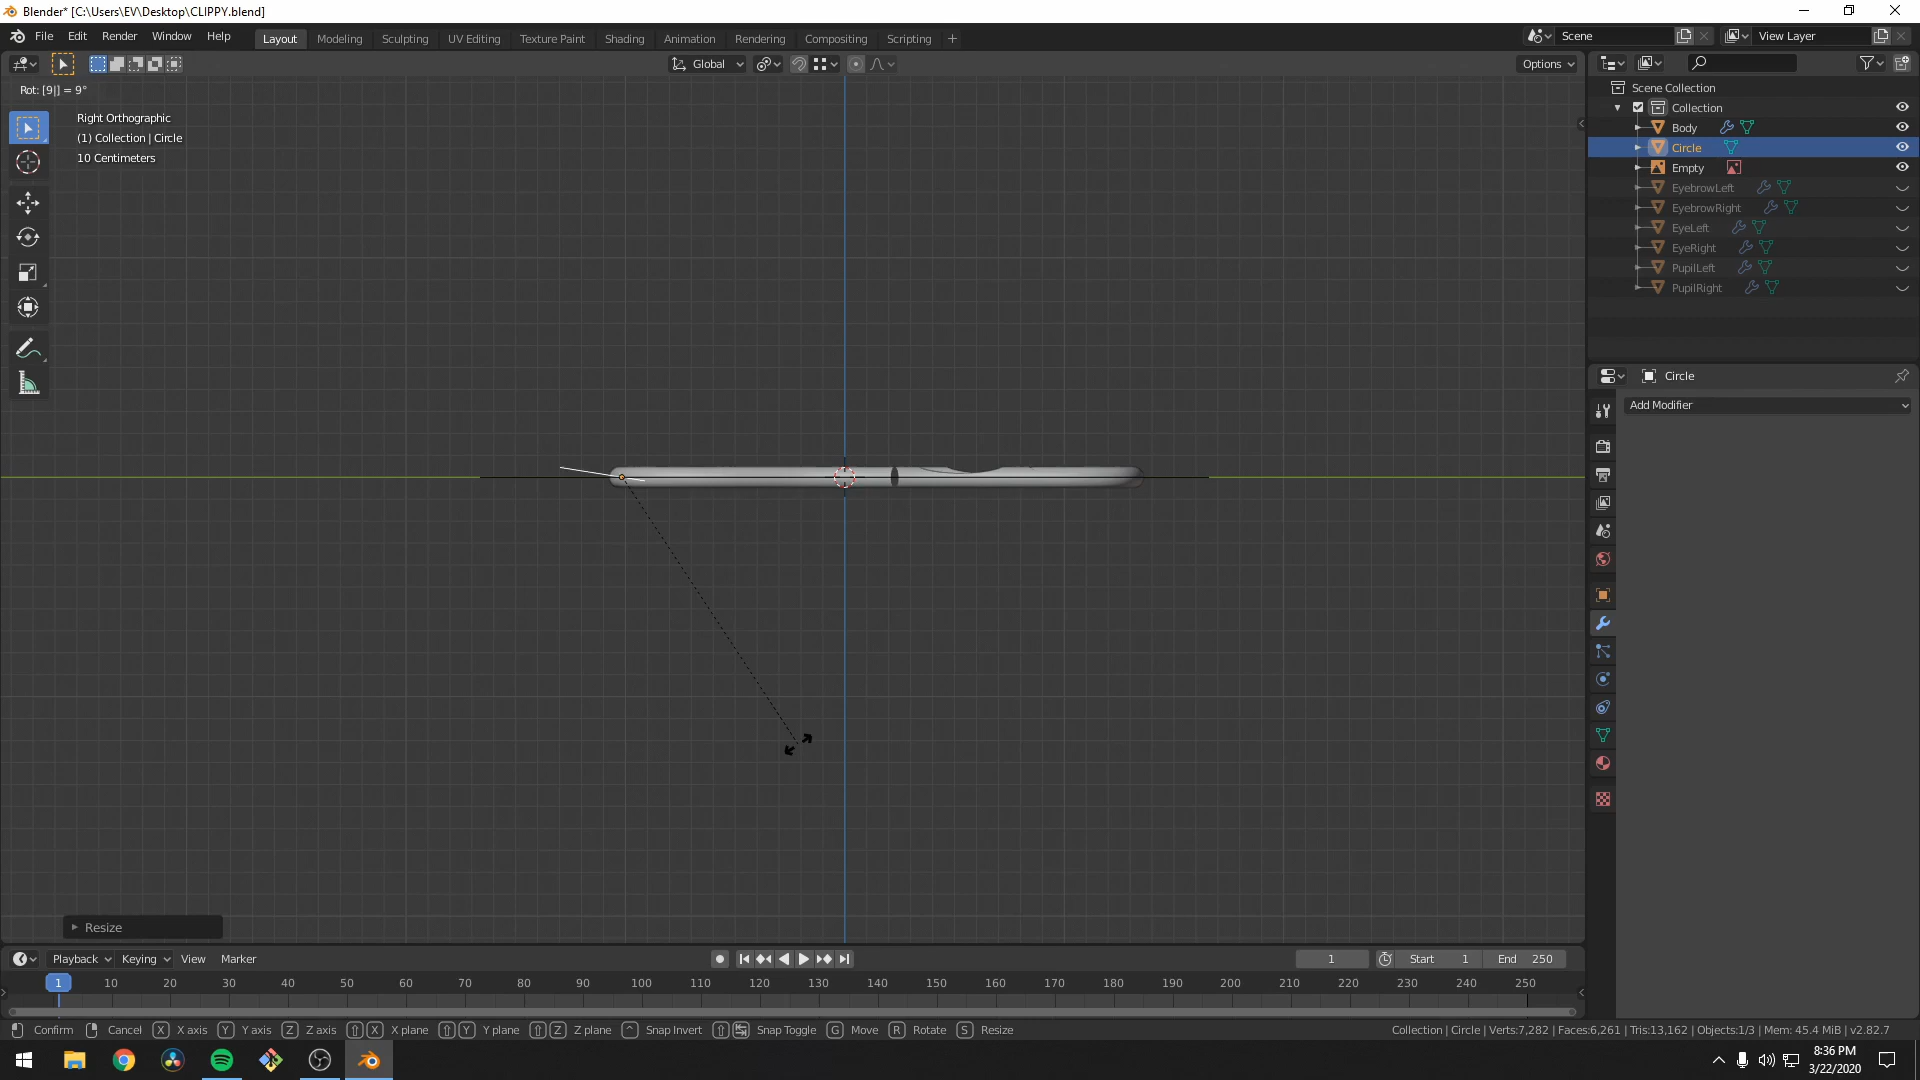 Blender* [C:\Users\EV\Desktop\CLIPPY.blend]
File Edit Render Window Help
Layout Modeling Sculpting UV Editing Texture Paint Shading Animation Rendering Compositing Scripting
Scene
View Layer
Global
Options
Rot: [9|] = 9°
Right Orthographic
(1) Collection | Circle
10 Centimeters
Scene Collection
Collection
Body
Circle
Empty
EyebrowLeft
EyebrowRight
EyeLeft
EyeRight
PupilLeft
PupilRight
Circle
Add Modifier
Resize
Playback Keying View Marker
1
Start 1
End 250
1 10 20 30 40 50 60 70 80 90 100 110 120 130 140 150 160 170 180 190 200 210 220 230 240 250
Confirm Cancel X X axis Y Y axis Z Z axis X X plane Y Y plane Z Z plane ^ Snap Invert Snap Toggle G Move R Rotate S Resize
Collection | Circle | Verts:7,282 | Faces:6,261 | Tris:13,162 | Objects:1/3 | Mem: 45.4 MiB | v2.82.7
8:36 PM
3/22/2020